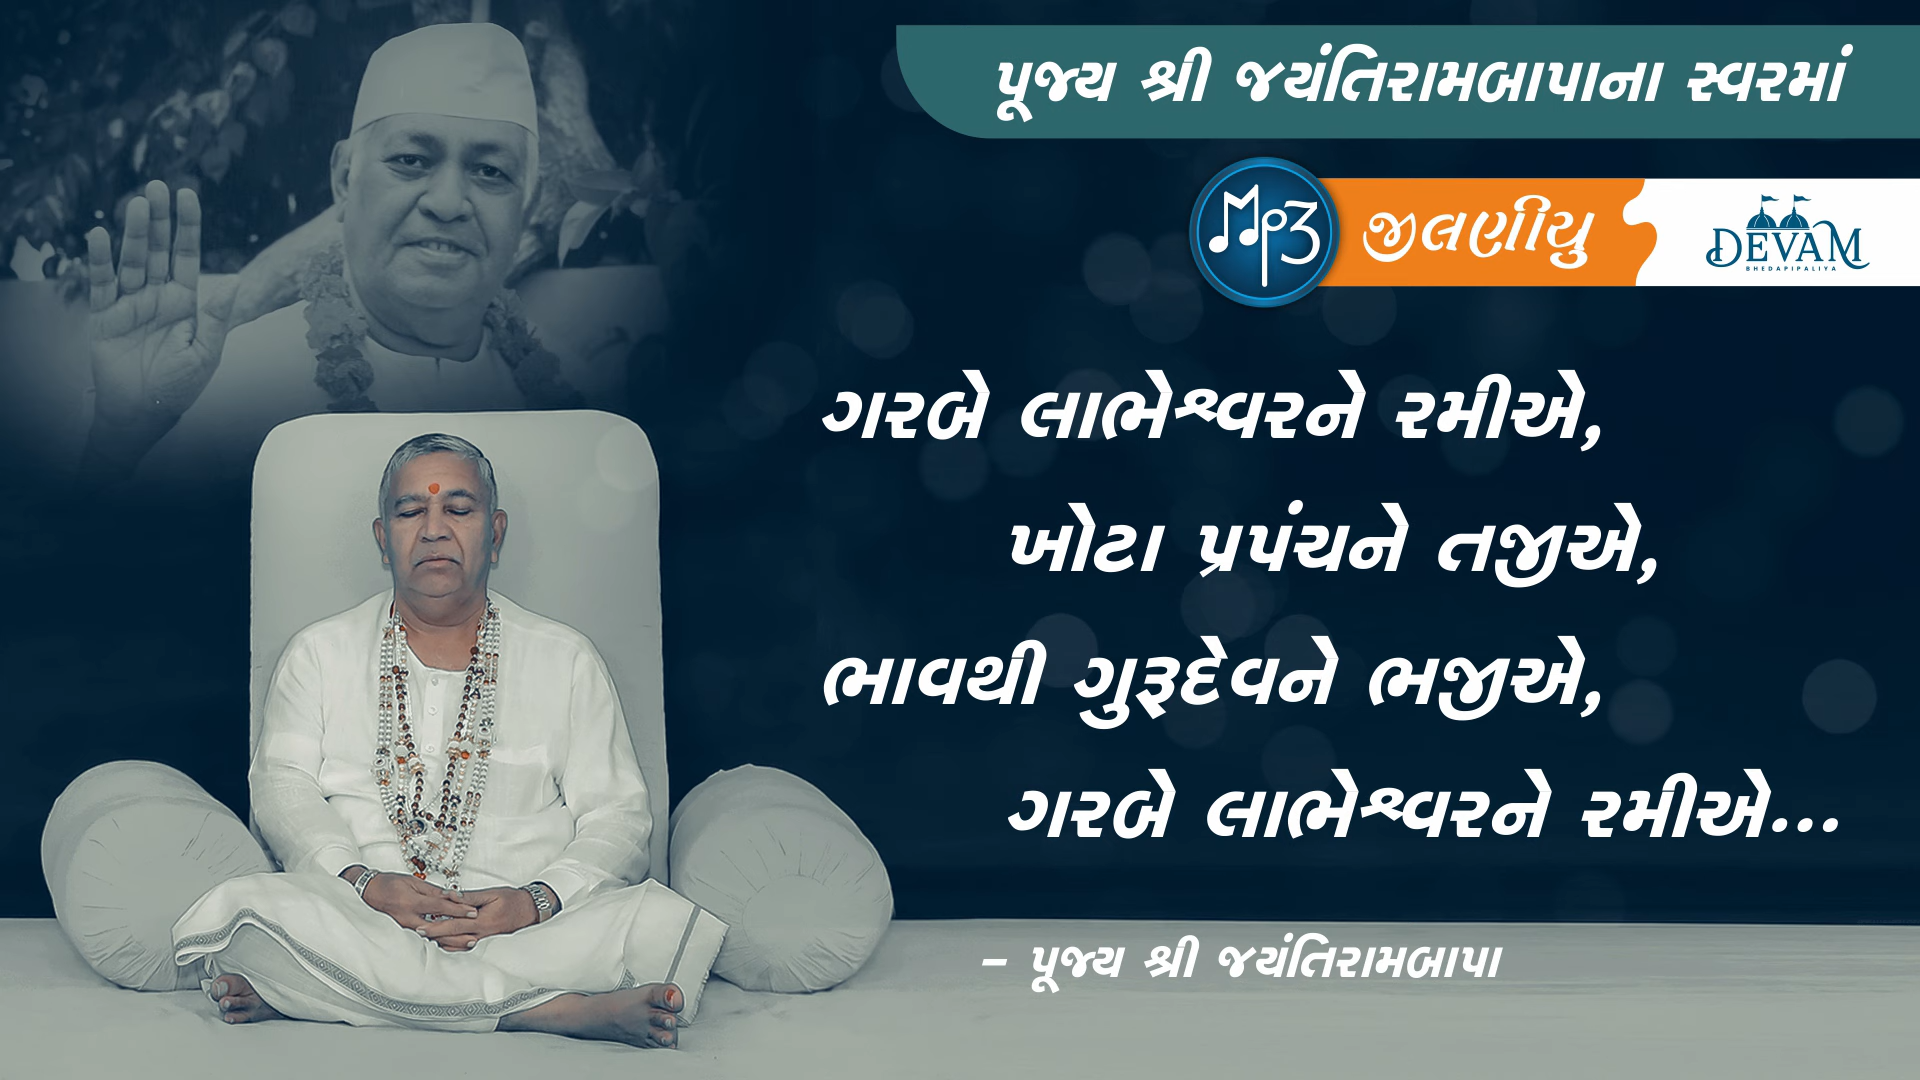 પૂજ્ય શ્રી જયંતિરામબાપાના સ્વરમાં
Mp3
જીલણીયુ
DEVAM
BHEDAPIPALIYA
ગરબે લાભેશ્વરને રમીએ,
ખોટા પ્રપંચને તજીએ,
ભાવથી ગુરૂદેવને ભજીએ,
ગરબે લાભેશ્વરને રમીએ...
– પૂજ્ય શ્રી જયંતિરામબાપા